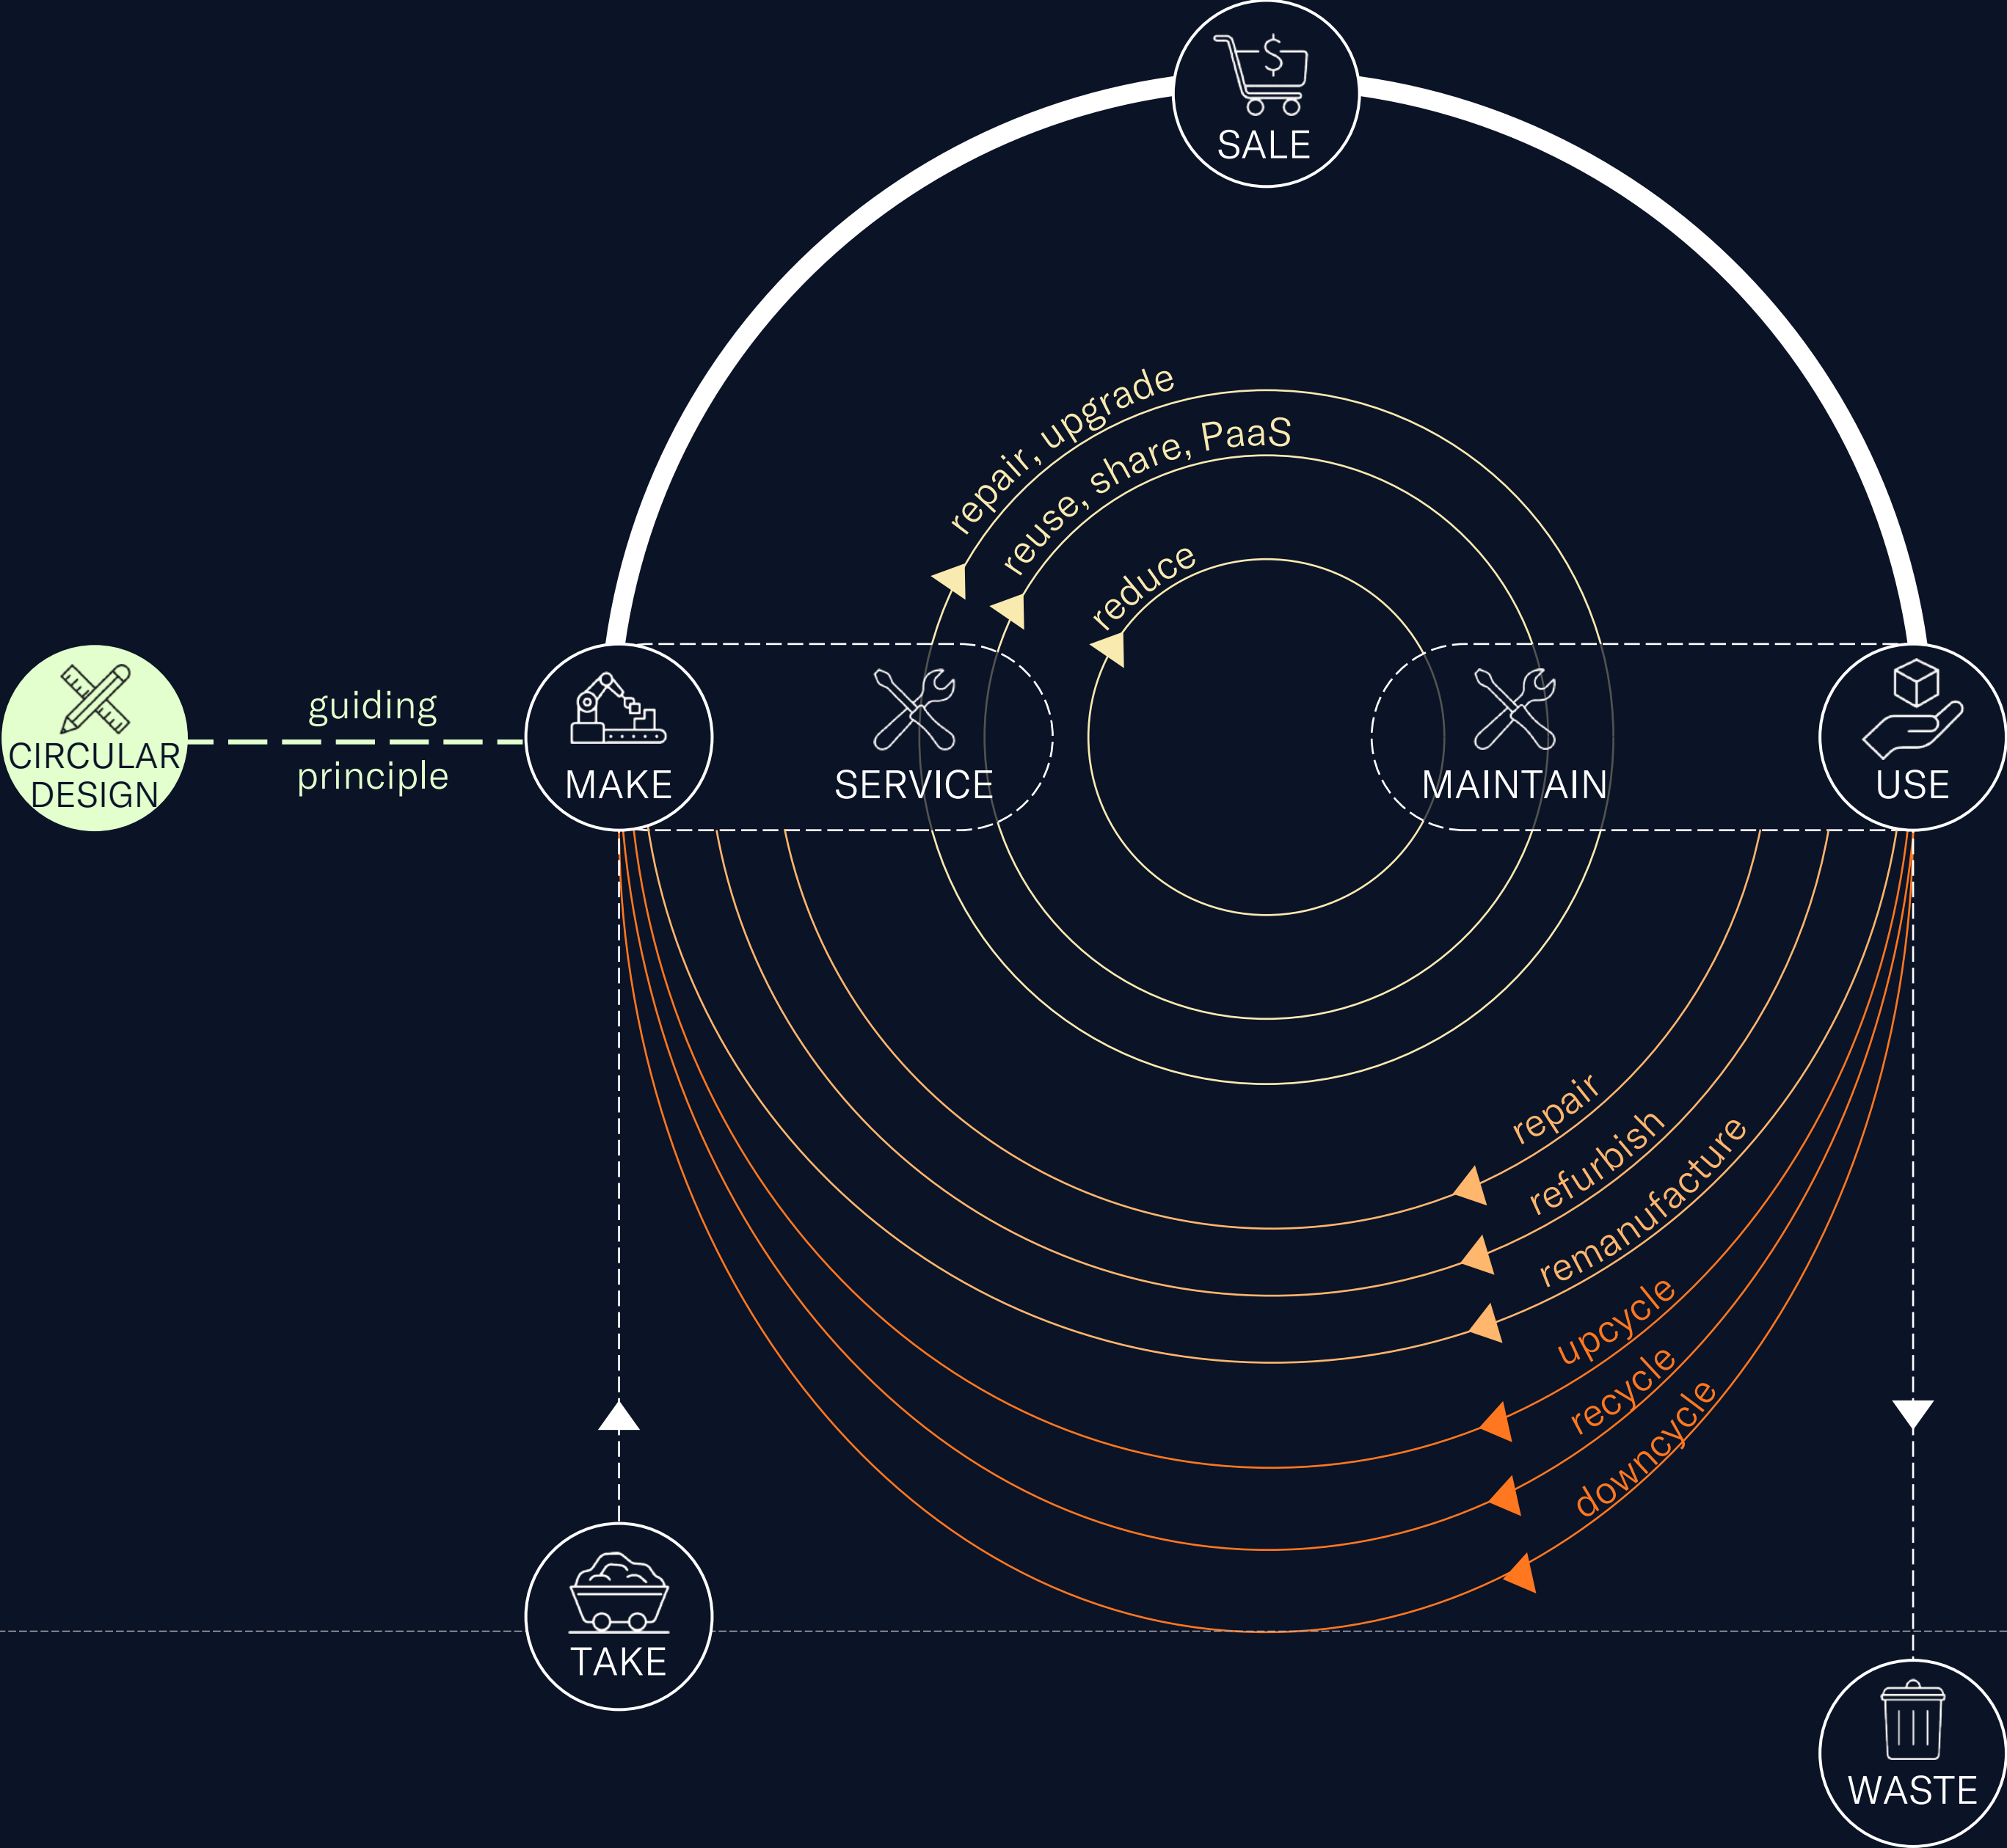 $
SALE
repair, upgrade
reuse, share, PaaS
reduce
CIRCULAR
DESIGN
guiding
principle
MAKE
SERVICE
MAINTAIN
USE
repair
refurbish
remanufacture
upcycle
recycle
downcycle
TAKE
WASTE